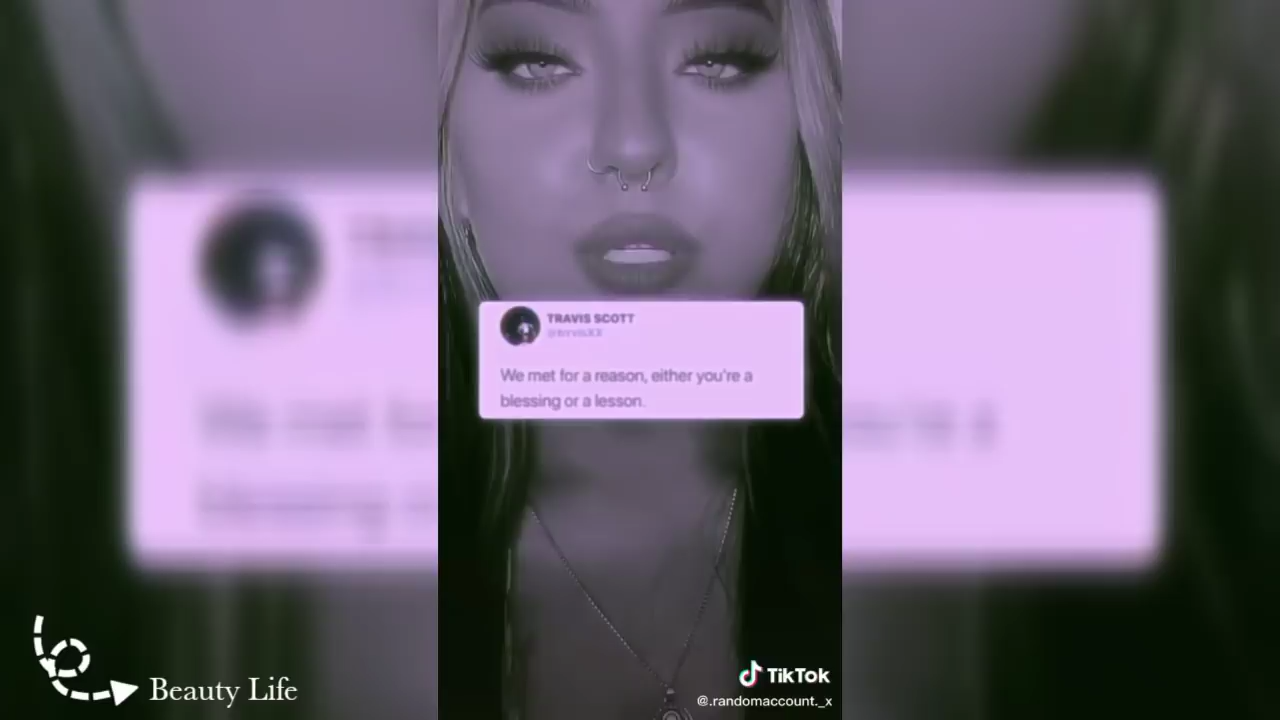 TRAVIS SCOTT
We met for a reason, either you're a
blessing or a lesson.
TikTok
@.randomaccount._x
Beauty Life